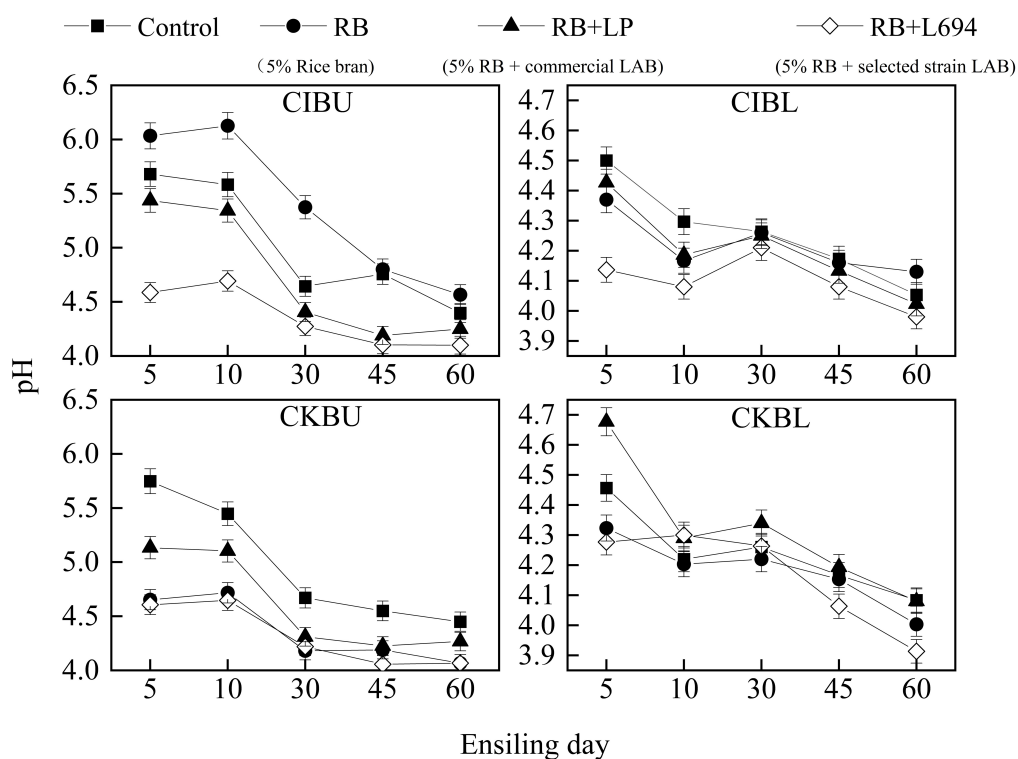 Control RB RB+LP RB+L694
（5% Rice bran) (5% RB + commercial LAB) (5% RB + selected strain LAB)
CIBU
6.5
6.0
5.5
5.0
4.5
4.0
5 10 30 45 60
CIBL
4.7
4.6
4.5
4.4
4.3
4.2
4.1
4.0
3.9
5 10 30 45 60
pH
CKBU
6.5
6.0
5.5
5.0
4.5
4.0
5 10 30 45 60
CKBL
4.7
4.6
4.5
4.4
4.3
4.2
4.1
4.0
3.9
5 10 30 45 60
Ensiling day